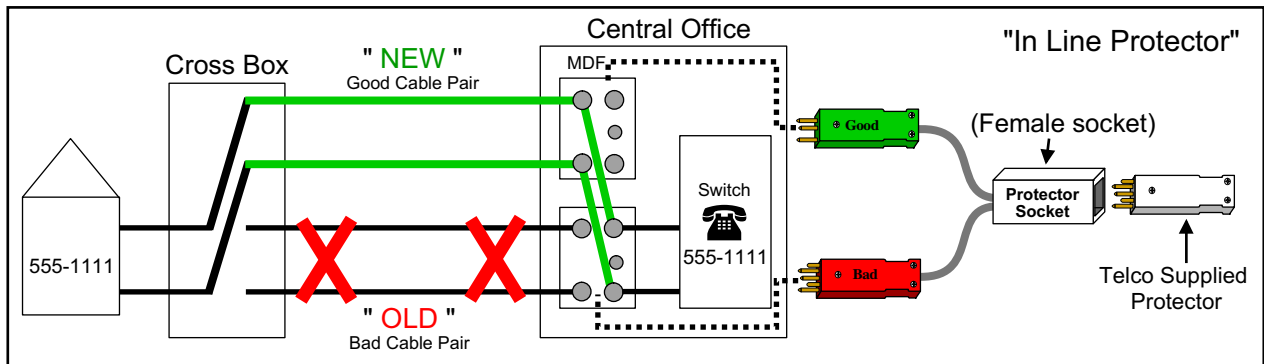 Central Office
"In Line Protector"
" NEW "
Good Cable Pair
Cross Box
MDF
Good
(Female socket)
Switch
555-1111
Protector
Socket
555-1111
Bad
Telco Supplied
Protector
" OLD "
Bad Cable Pair